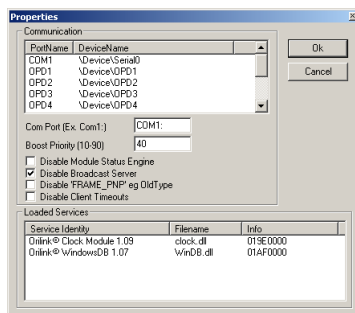 Properties
Communication
PortName DeviceName
COM1 \Device\Serial0
OPD1 \Device\OPD1
OPD2 \Device\OPD2
OPD3 \Device\OPD3
OPD4 \Device\OPD4
Ok
Cancel
Com Port (Ex. Com1:) COM1:
Boost Priority (10-90) 40
Disable Module Status Engine
Disable Broadcast Server
Disable 'FRAME_PNP' eg OldType
Disable Client Timeouts
Loaded Services
Service Identity Filename Info
Orilink® Clock Module 1.09 clock.dll 019E0000
Orilink® WindowsDB 1.07 WinDB.dll 01AF0000